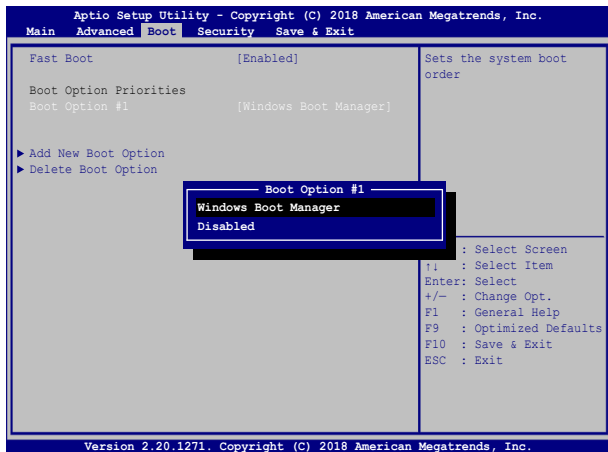 Aptio Setup Utility - Copyright (C) 2018 American Megatrends, Inc.
Main Advanced Boot Security Save & Exit
Fast Boot [Enabled]
Boot Option Priorities
Boot Option #1 [Windows Boot Manager]
▶ Add New Boot Option
▶ Delete Boot Option
Boot Option #1
Windows Boot Manager
Disabled
Sets the system boot
order
: Select Screen
↑↓ : Select Item
Enter: Select
+/— : Change Opt.
F1 : General Help
F9 : Optimized Defaults
F10 : Save & Exit
ESC : Exit
Version 2.20.1271. Copyright (C) 2018 American Megatrends, Inc.